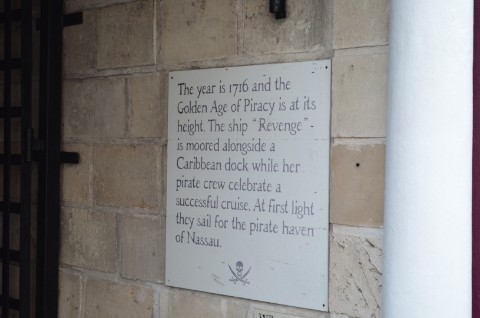 The year is 1716 and the
Golden Age of Piracy is at its
height. The ship "Revenge" -
is moored alongside a
Caribbean dock while her
pirate crew celebrate a
successful cruise. At first light
they sail for the pirate haven
of Nassau.